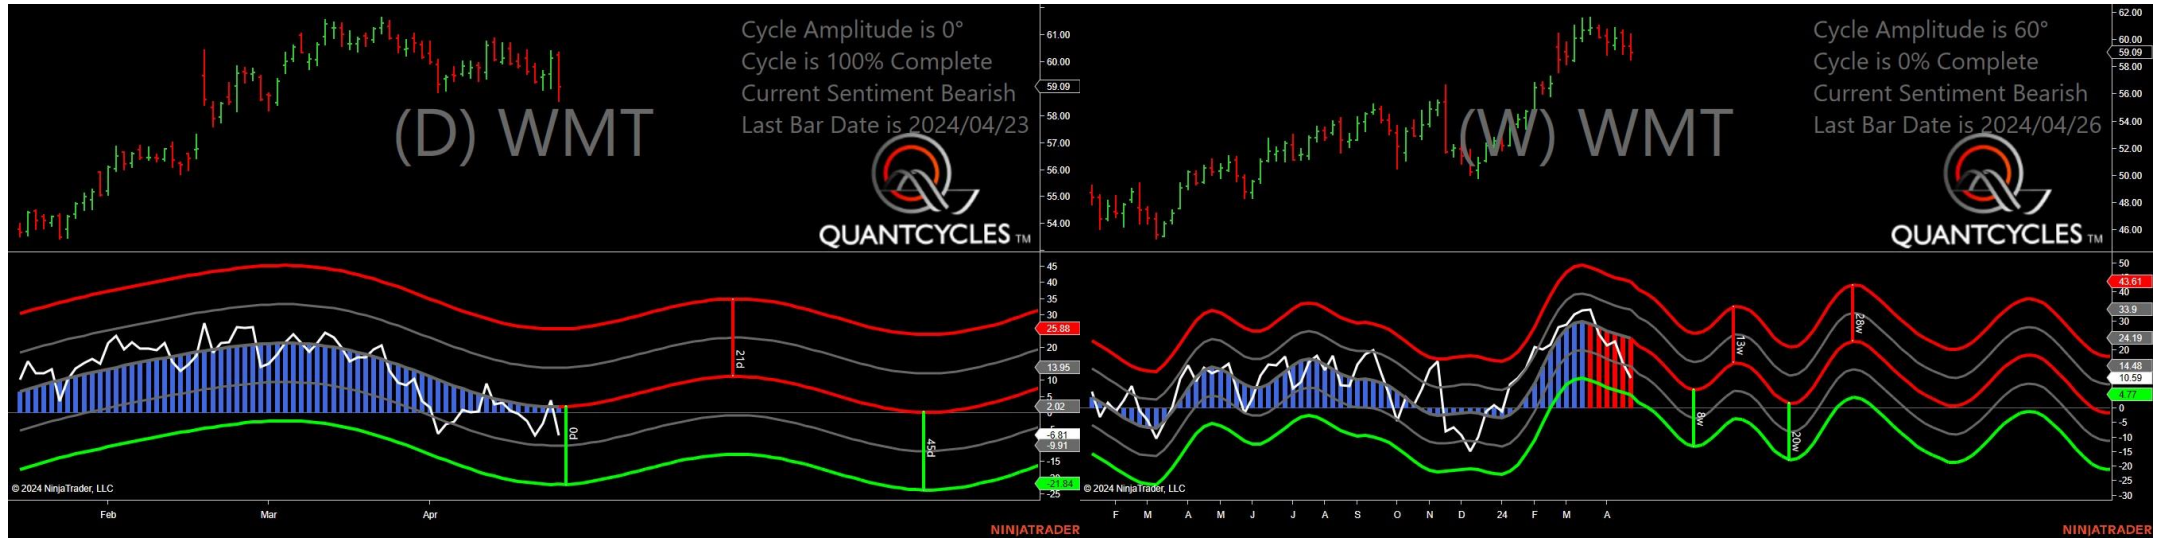 Cycle Amplitude is 0°
Cycle is 100% Complete
Current Sentiment Bearish
Last Bar Date is 2024/04/23
(D) WMT
QUANTCYCLES TM
61.00
60.00
59.09
58.00
57.00
56.00
55.00
54.00
45
40
35
30
25.88
20
13.95
10
5
2.02
-6.81
-9.91
-15
-21.84
-25
21d
0d
45d
© 2024 NinjaTrader, LLC
Feb Mar Apr
NINJATRADER
Cycle Amplitude is 60°
Cycle is 0% Complete
Current Sentiment Bearish
Last Bar Date is 2024/04/26
(W) WMT
QUANTCYCLES TM
62.00
60.00
59.09
58.00
56.00
54.00
52.00
50.00
48.00
46.00
50
43.61
40
33.9
30
24.19
20
14.48
10.59
4.77
0
-5
-10
-15
-20
-25
-30
8w
13w
20w
28w
© 2024 NinjaTrader, LLC
F M A M J J A S O N D 24 F M A
NINJATRADER